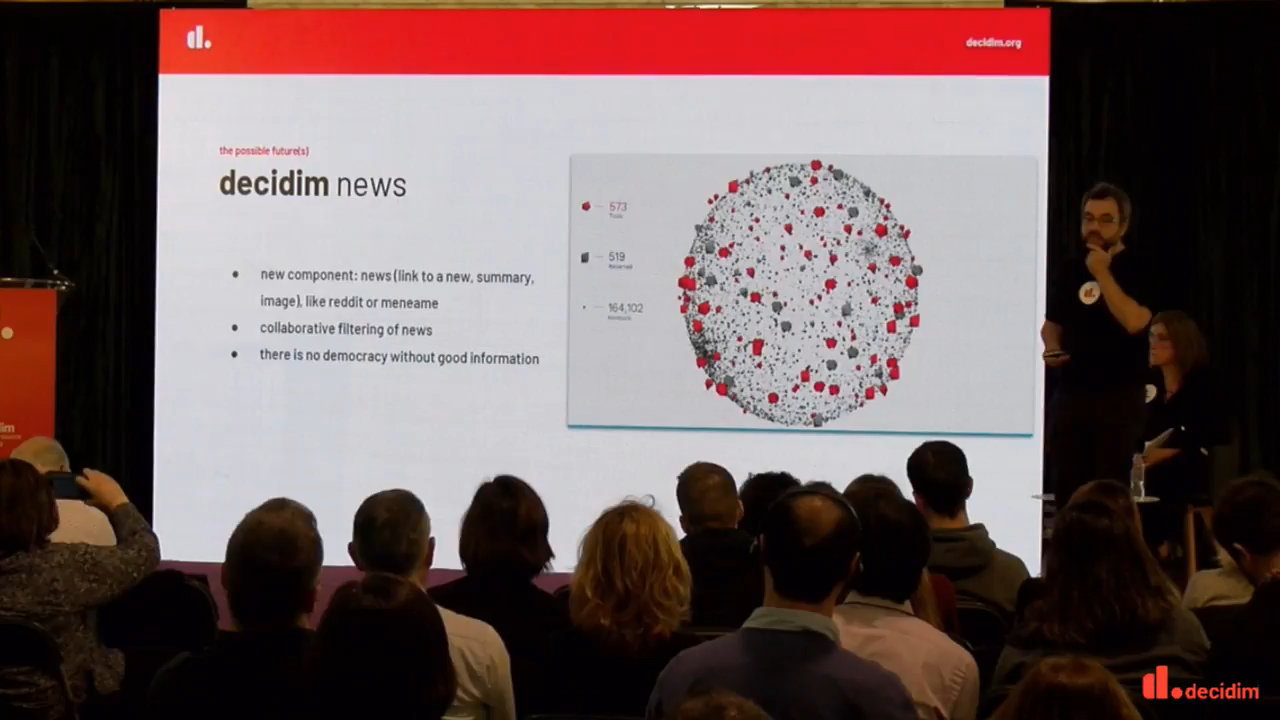 d.
decidim.org
the possible future(s)
decidim news
new component: news (link to a new, summary,
image), like reddit or meneame
collaborative filtering of news
there is no democracy without good information
573
519
164,102
d.
d.decidim